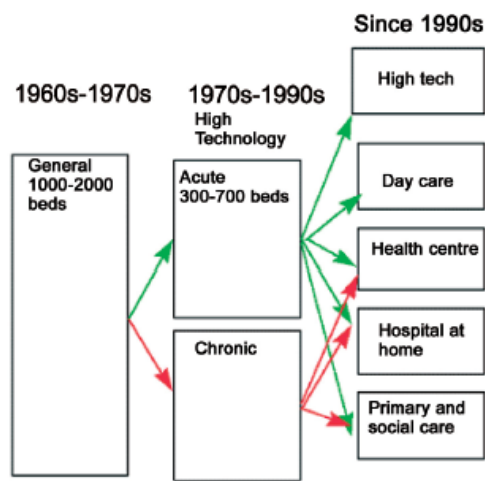 Since 1990s
1960s-1970s
1970s-1990s
High
Technology
General
1000-2000
beds
Acute
300-700 beds
Chronic
High tech
Day care
Health centre
Hospital at
home
Primary and
social care